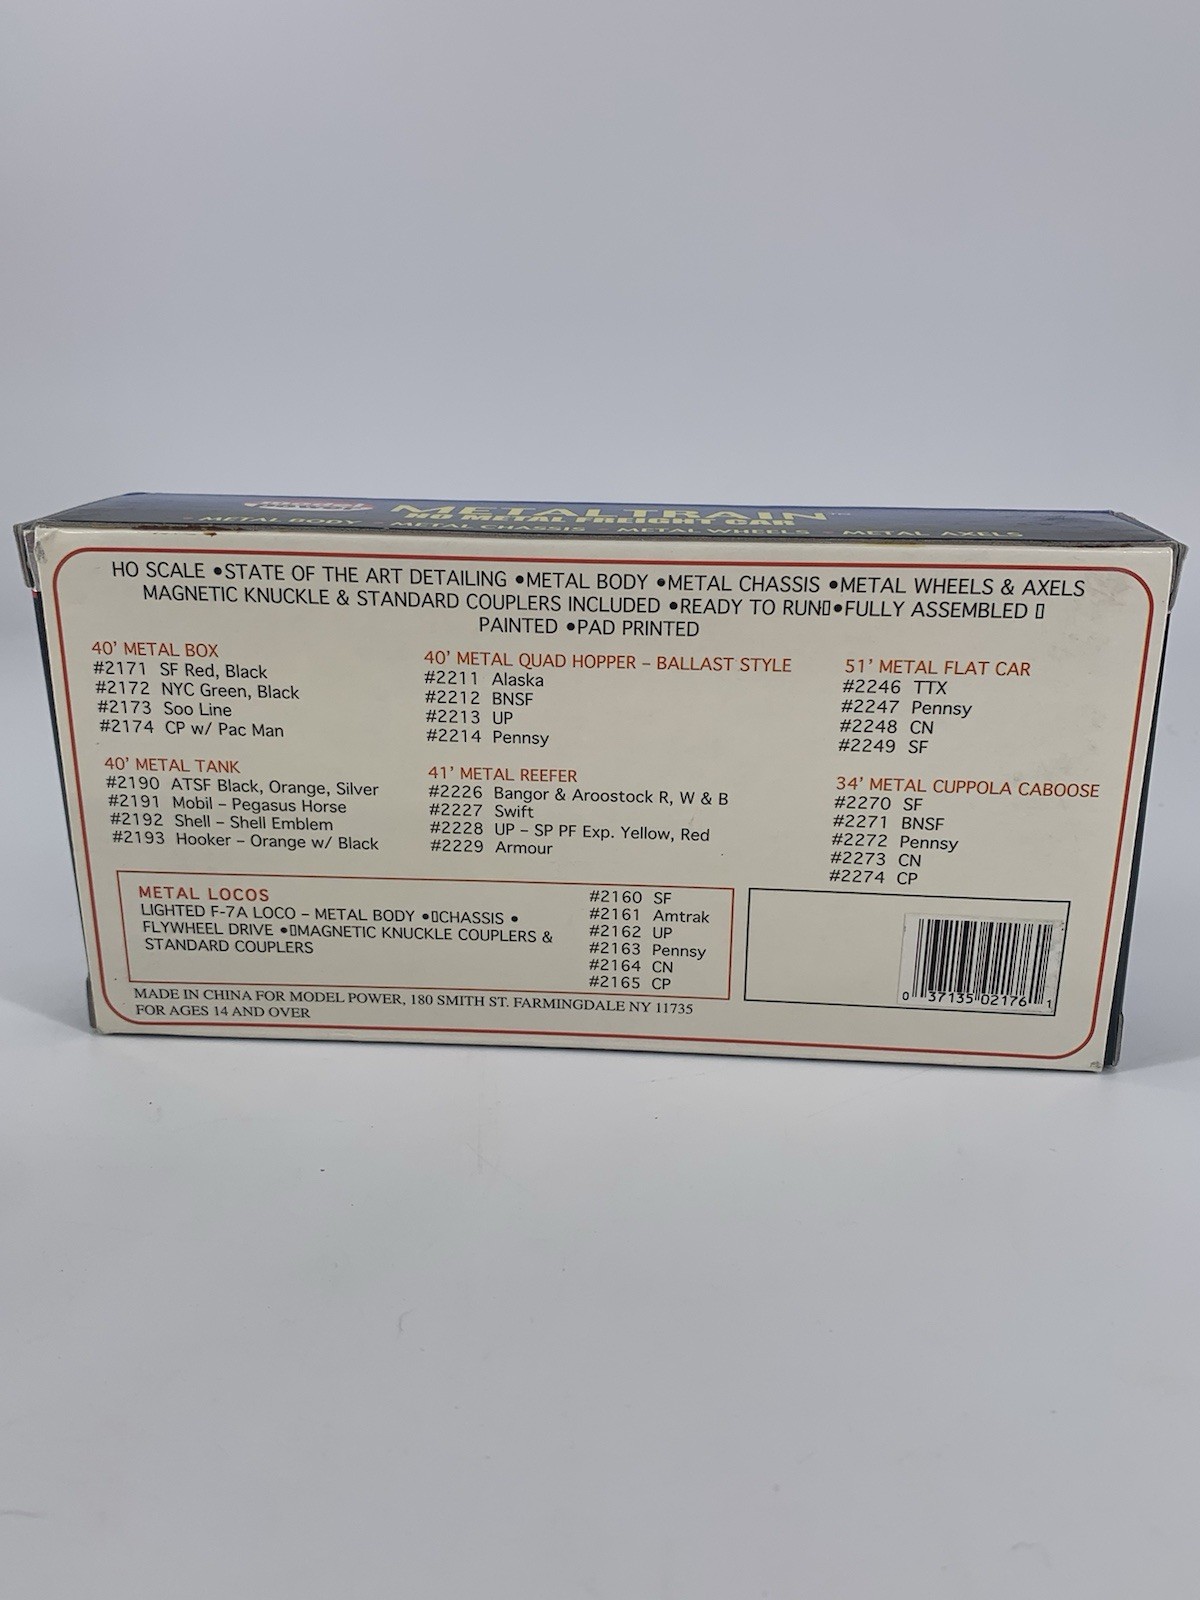 METALTRAIN™
HO METAL FREIGHT CAR
METAL BODY - METAL CHASSIS METAL WHEELS METAL AXELS
HO SCALE •STATE OF THE ART DETAILING •METAL BODY •METAL CHASSIS •METAL WHEELS & AXELS
MAGNETIC KNUCKLE & STANDARD COUPLERS INCLUDED •READY TO RUN▯•FULLY ASSEMBLED ▯
PAINTED •PAD PRINTED
40' METAL BOX
#2171 SF Red, Black
#2172 NYC Green, Black
#2173 Soo Line
#2174 CP w/ Pac Man
40' METAL TANK
#2190 ATSF Black, Orange, Silver
#2191 Mobil – Pegasus Horse
#2192 Shell – Shell Emblem
#2193 Hooker – Orange w/ Black
40' METAL QUAD HOPPER – BALLAST STYLE
#2211 Alaska
#2212 BNSF
#2213 UP
#2214 Pennsy
41' METAL REEFER
#2226 Bangor & Aroostock R, W & B
#2227 Swift
#2228 UP – SP PF Exp. Yellow, Red
#2229 Armour
51' METAL FLAT CAR
#2246 TTX
#2247 Pennsy
#2248 CN
#2249 SF
34' METAL CUPPOLA CABOOSE
#2270 SF
#2271 BNSF
#2272 Pennsy
#2273 CN
#2274 CP
METAL LOCOS
LIGHTED F-7A LOCO – METAL BODY •▯CHASSIS •
FLYWHEEL DRIVE •▯MAGNETIC KNUCKLE COUPLERS &
STANDARD COUPLERS
#2160 SF
#2161 Amtrak
#2162 UP
#2163 Pennsy
#2164 CN
#2165 CP
MADE IN CHINA FOR MODEL POWER, 180 SMITH ST. FARMINGDALE NY 11735
FOR AGES 14 AND OVER
0 37135 02176 1